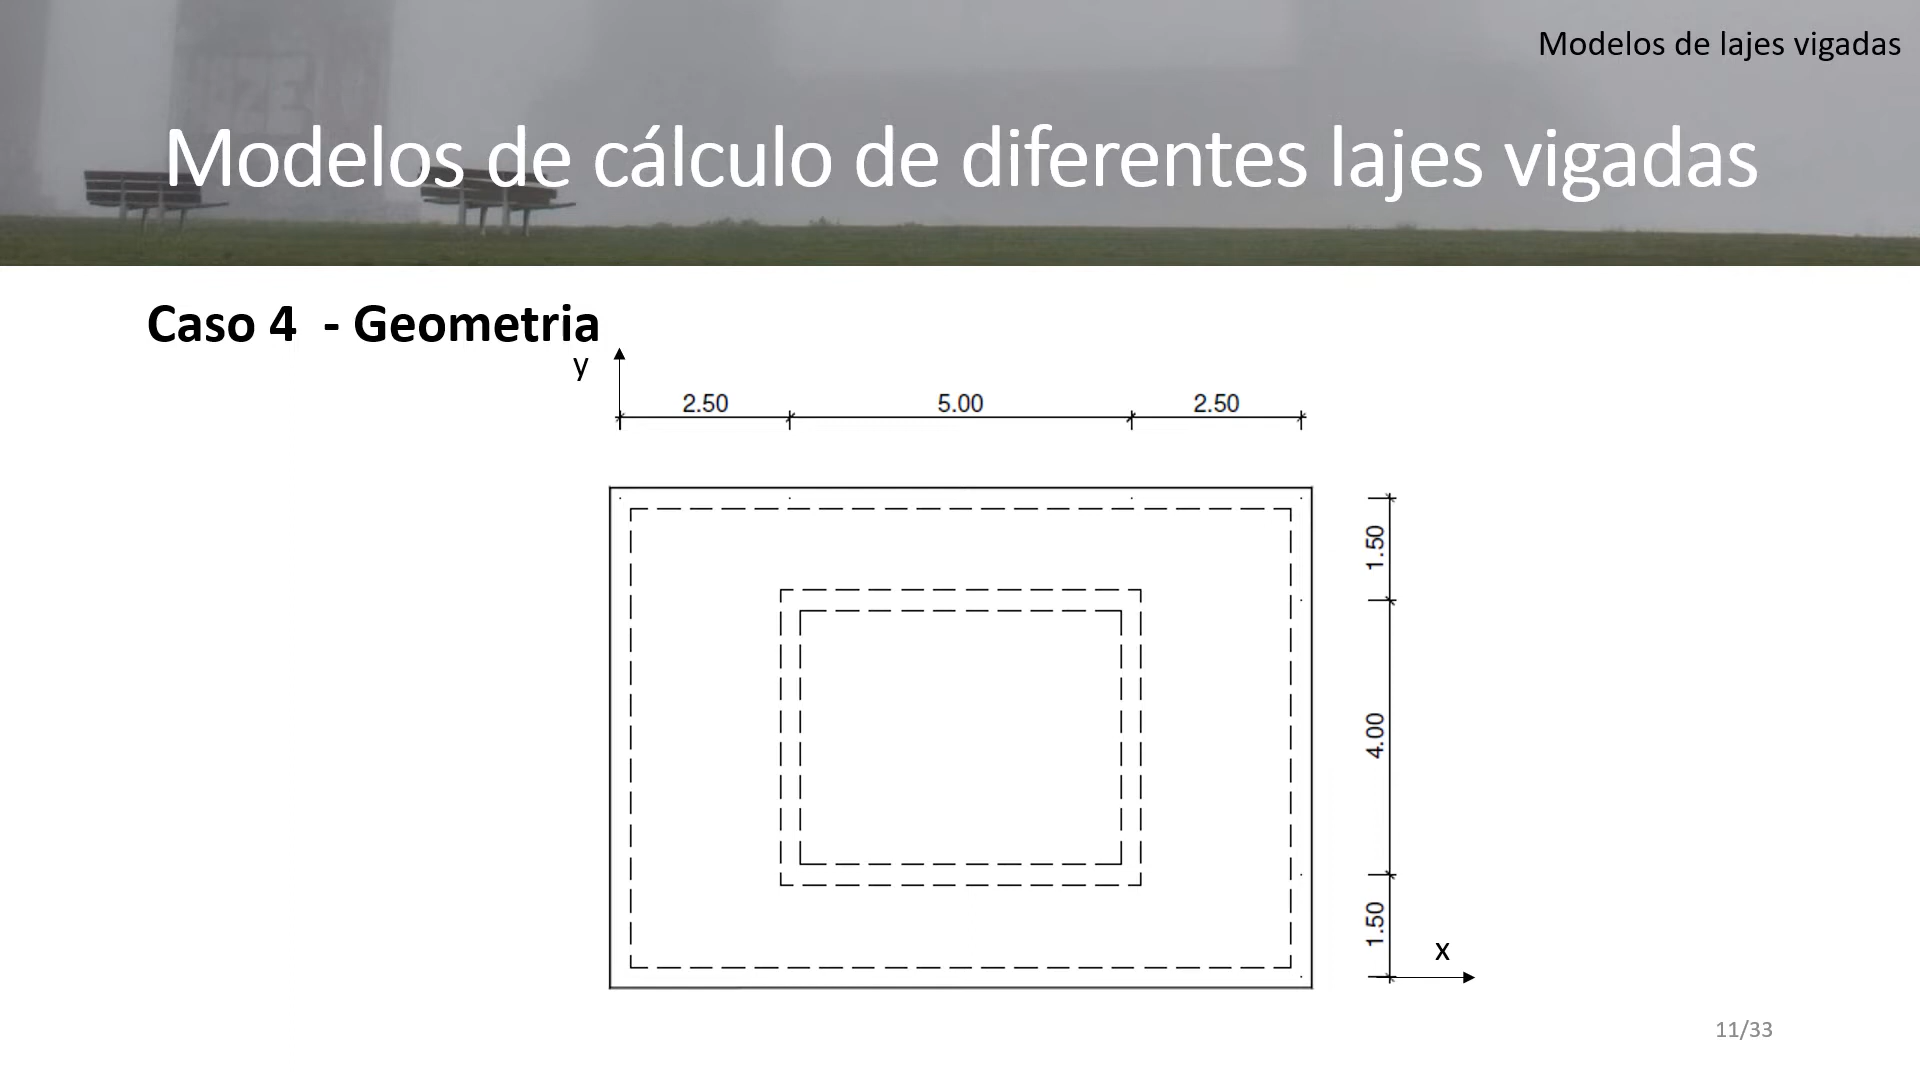 Modelos de lajes vigadas
Modelos de cálculo de diferentes lajes vigadas
Caso 4 - Geometria
y
2.50 5.00 2.50
1.50
4.00
1.50
x
11/33